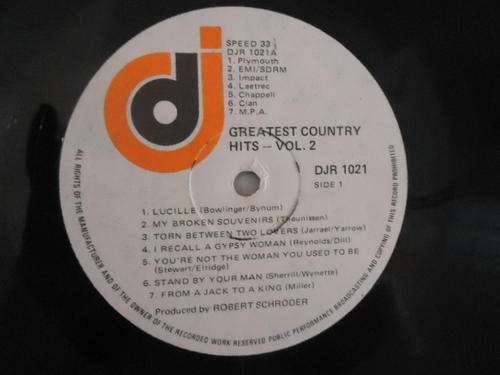 dj
SPEED 33⅓
DJR 1021A
1. Plymouth
2. EMI/SDRM
3. Impact
4. Laetrec
5. Chappell
6. Clan
7. M.P.A.
GREATEST COUNTRY
HITS — VOL. 2
DJR 1021
SIDE 1
1. LUCILLE (Bowlinger/Bynum)
2. MY BROKEN SOUVENIRS (Theunissen)
3. TORN BETWEEN TWO LOVERS (Jarrael/Yarrow)
4. I RECALL A GYPSY WOMAN (Reynolds/Dill)
5. YOU'RE NOT THE WOMAN YOU USED TO BE
(Stewart/Erlridge)
6. STAND BY YOUR MAN (Sherrill/Wynette)
7. FROM A JACK TO A KING (Miller)
Produced by ROBERT SCHRODER
ALL RIGHTS OF THE MANUFACTURER AND OF THE OWNER OF THE RECORDED WORK RESERVED PUBLIC PERFORMANCE BROADCASTING AND COPYING OF THIS RECORD PROHIBITED